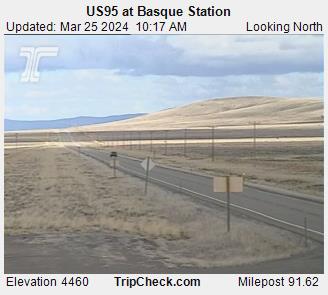 US95 at Basque Station
Updated: Mar 25 2024 10:17 AM Looking North
Elevation 4460 TripCheck.com Milepost 91.62